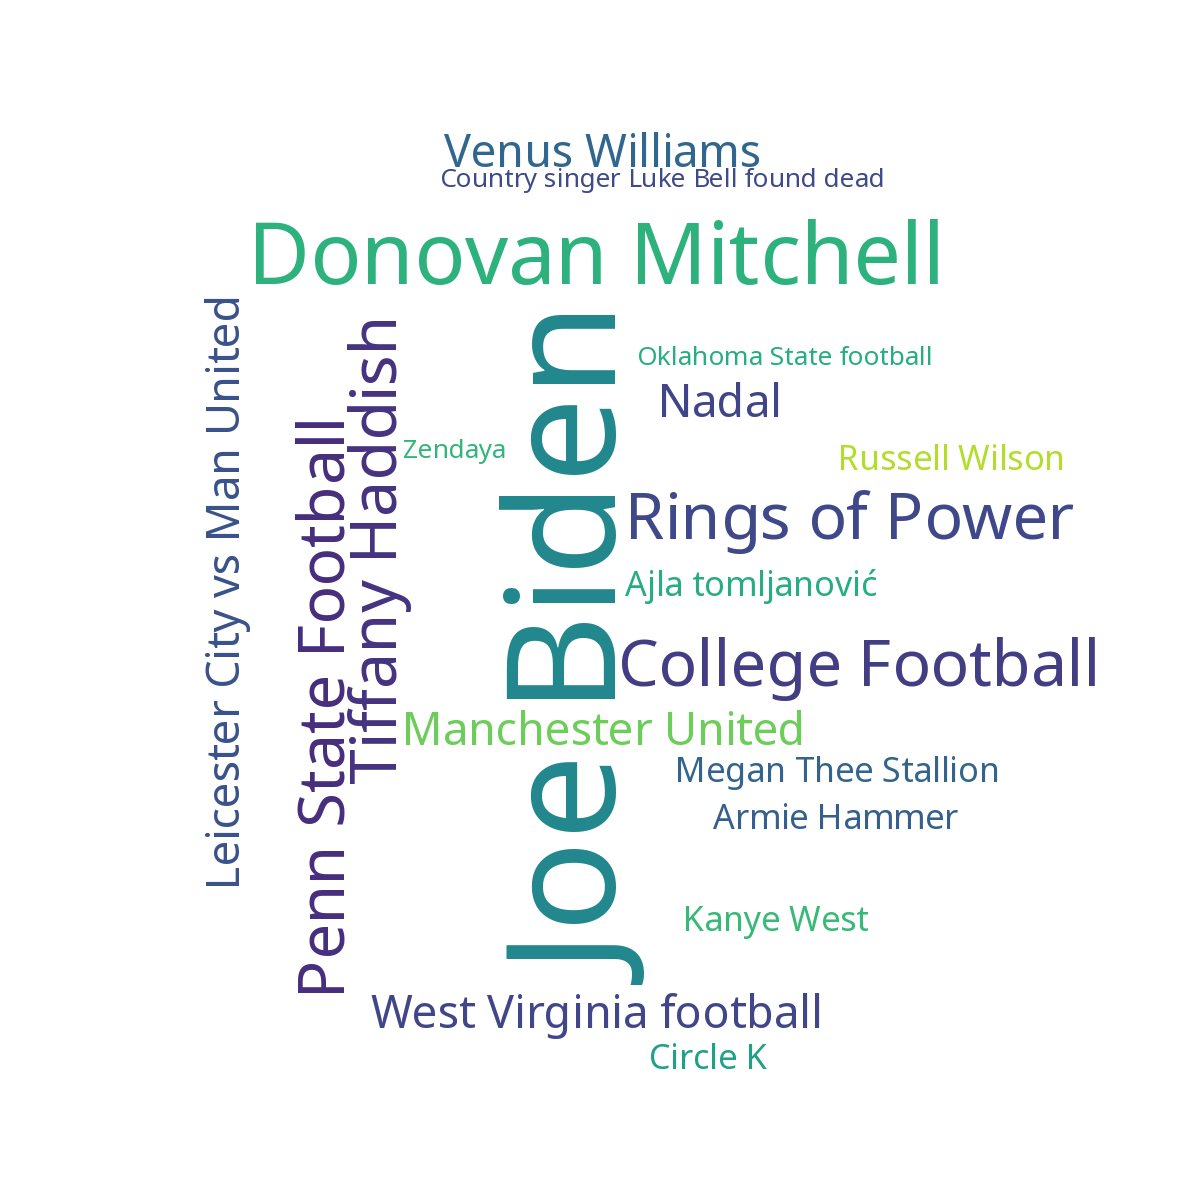 Venus Williams
Country singer Luke Bell found dead
Donovan Mitchell
Leicester City vs Man United
Penn State Football
Tiffany Haddish
Zendaya
Joe Biden
Oklahoma State football
Nadal
Russell Wilson
Rings of Power
Ajla tomljanović
College Football
Manchester United
Megan Thee Stallion
Armie Hammer
Kanye West
West Virginia football
Circle K